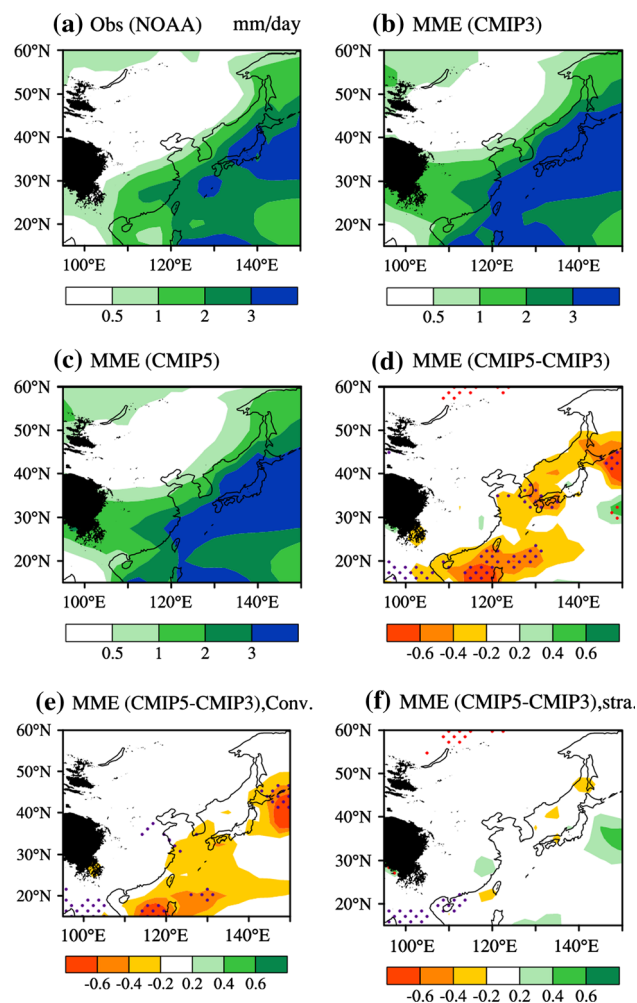 (a) Obs (NOAA) mm/day
60°N
50°N
40°N
30°N
20°N
100°E 120°E 140°E
0.5 1 2 3
(b) MME (CMIP3)
60°N
50°N
40°N
30°N
20°N
100°E 120°E 140°E
0.5 1 2 3
(c) MME (CMIP5)
60°N
50°N
40°N
30°N
20°N
100°E 120°E 140°E
0.5 1 2 3
(d) MME (CMIP5-CMIP3)
60°N
50°N
40°N
30°N
20°N
100°E 120°E 140°E
-0.6 -0.4 -0.2 0.2 0.4 0.6
(e) MME (CMIP5-CMIP3),Conv.
60°N
50°N
40°N
30°N
20°N
100°E 120°E 140°E
-0.6 -0.4 -0.2 0.2 0.4 0.6
(f) MME (CMIP5-CMIP3),stra.
60°N
50°N
40°N
30°N
20°N
100°E 120°E 140°E
-0.6 -0.4 -0.2 0.2 0.4 0.6